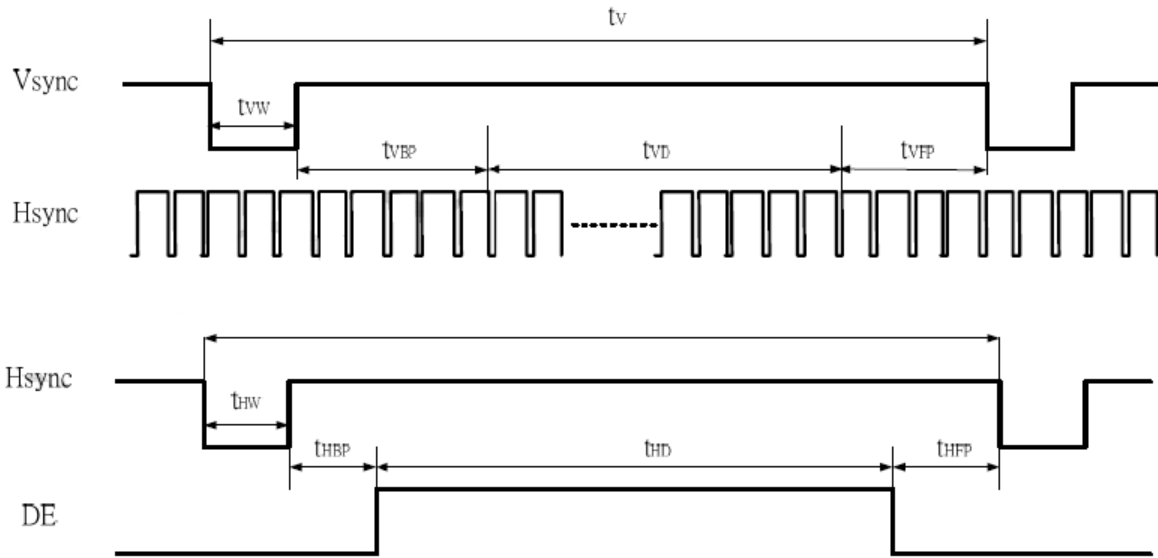 tV
Vsync
tVW
tVBP tVD tVFP
Hsync
Hsync
tHW
tHBP tHD tHFP
DE